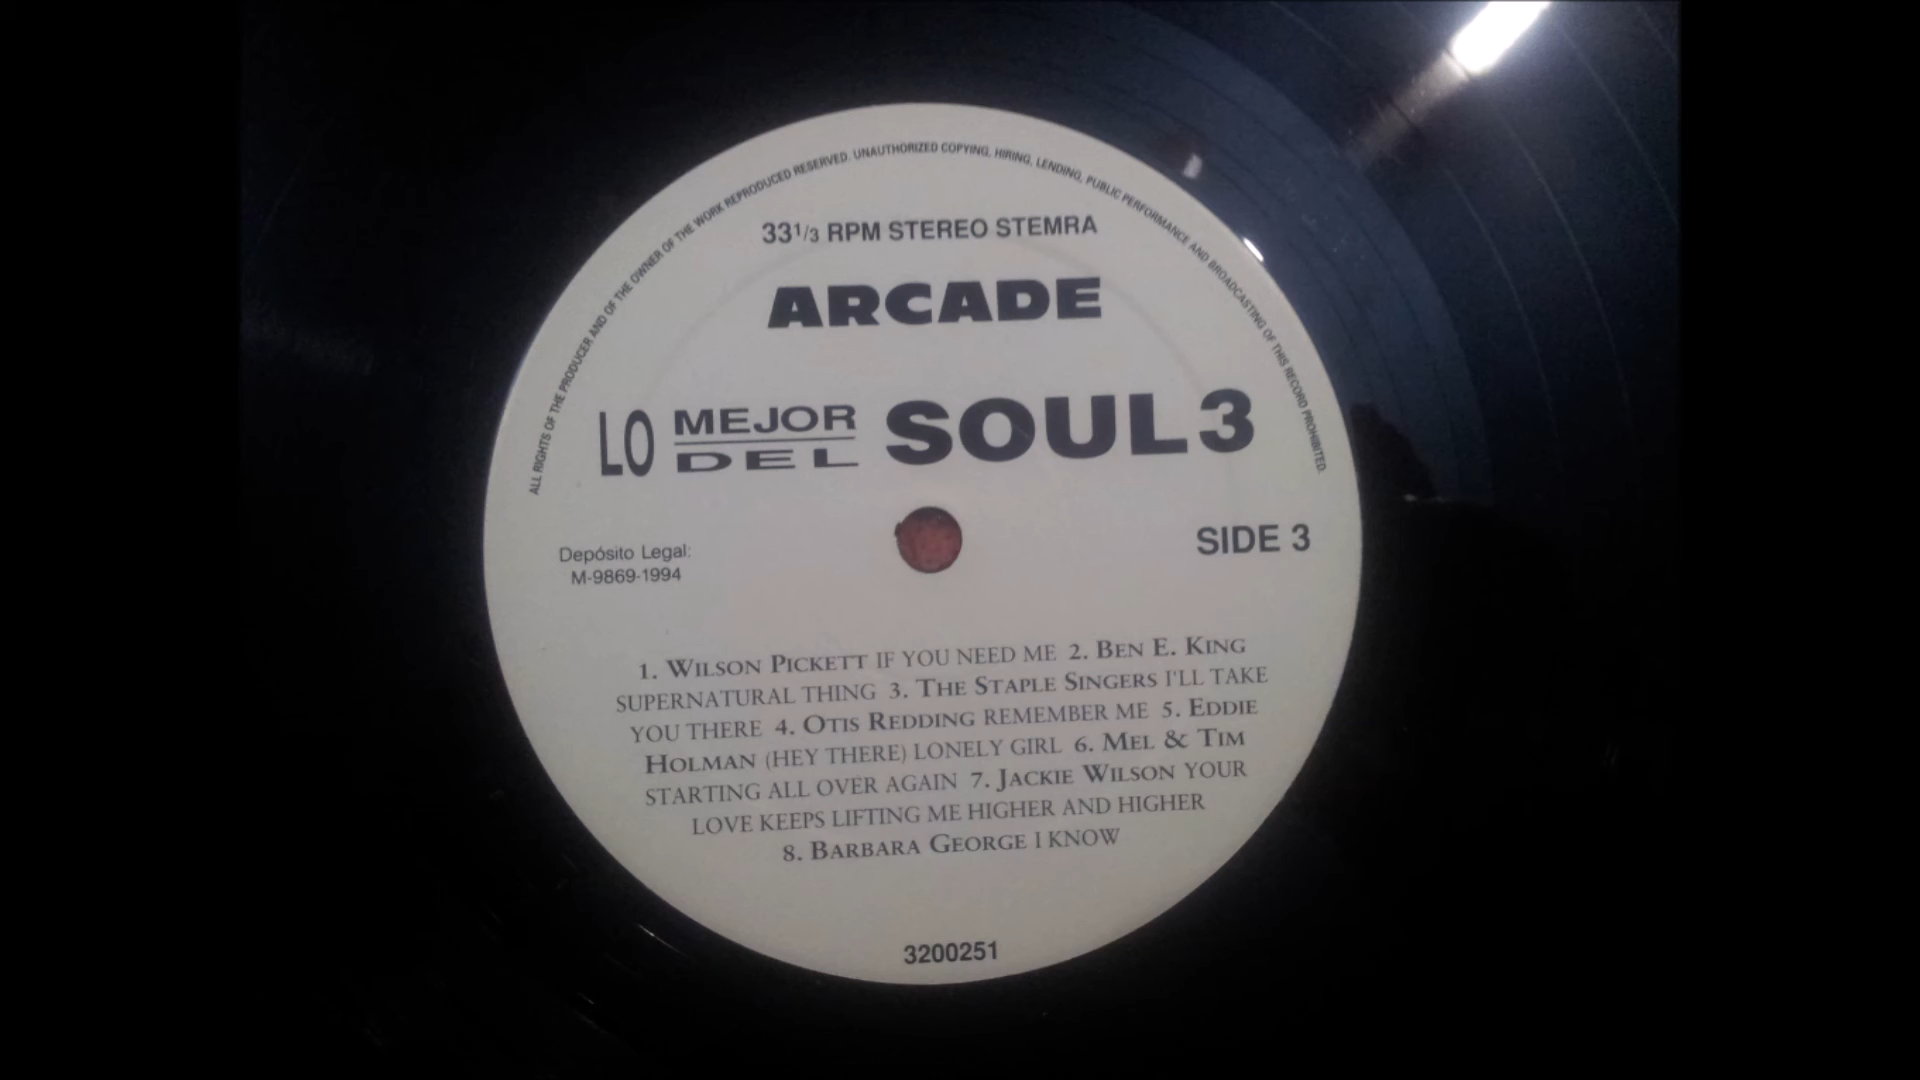 ALL RIGHTS OF THE PRODUCER AND OF THE OWNER OF THE WORK REPRODUCED RESERVED. UNAUTHORIZED COPYING, HIRING, LENDING, PUBLIC PERFORMANCE AND BROADCASTING OF THIS RECORD PROHIBITED.
33 1/3 RPM STEREO STEMRA
ARCADE
LO MEJOR DEL SOUL 3
Depósito Legal:
M-9869-1994
SIDE 3
1. WILSON PICKETT IF YOU NEED ME 2. BEN E. KING
SUPERNATURAL THING 3. THE STAPLE SINGERS I'LL TAKE
YOU THERE 4. OTIS REDDING REMEMBER ME 5. EDDIE
HOLMAN (HEY THERE) LONELY GIRL 6. MEL & TIM
STARTING ALL OVER AGAIN 7. JACKIE WILSON YOUR
LOVE KEEPS LIFTING ME HIGHER AND HIGHER
8. BARBARA GEORGE I KNOW
3200251